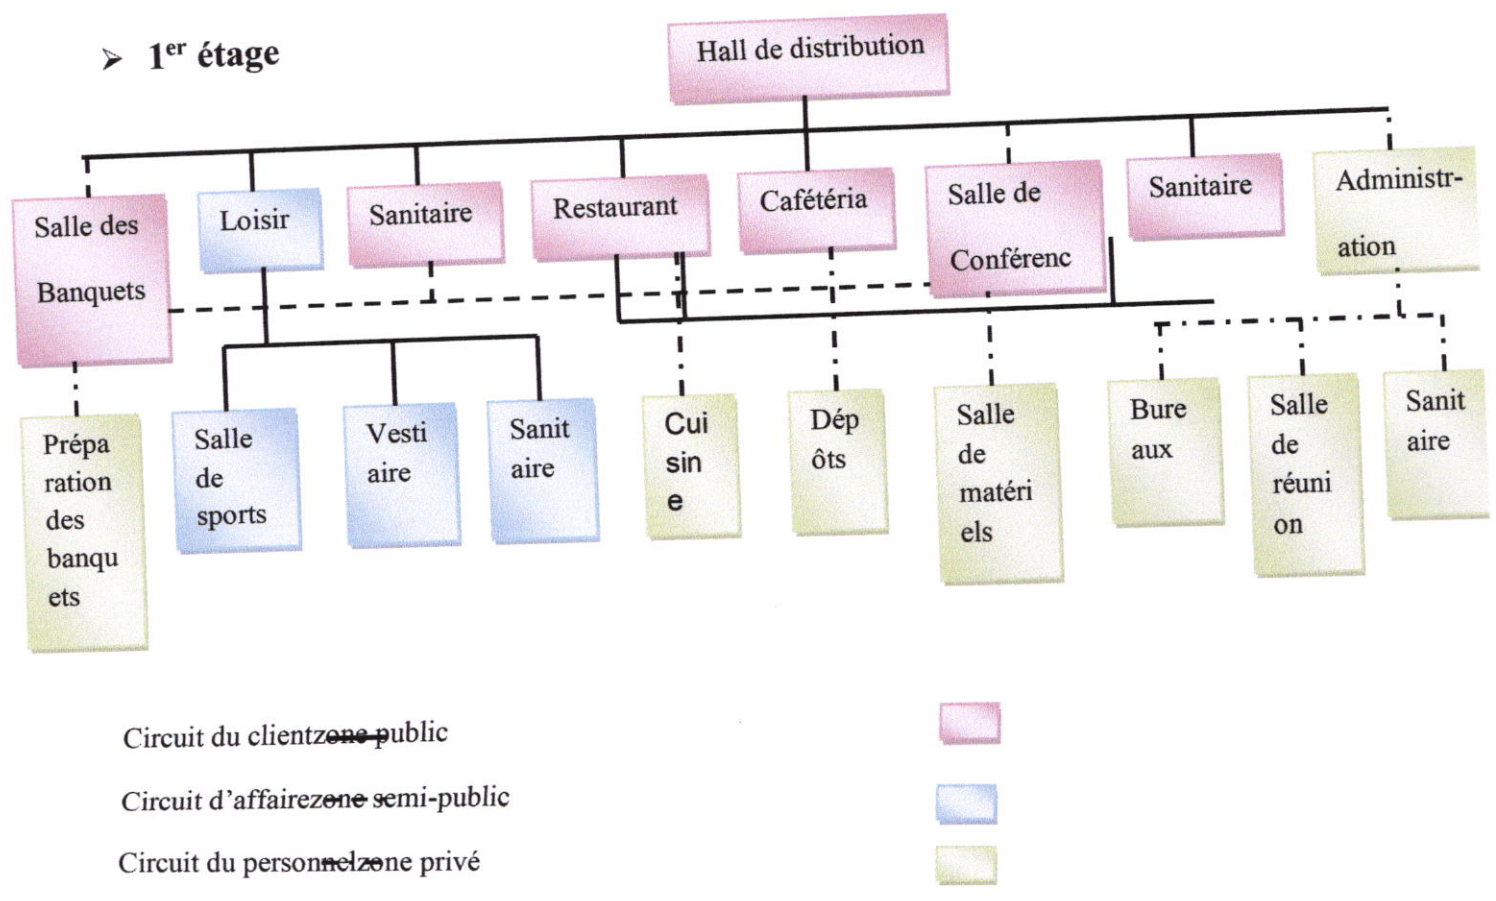 ➢ 1er étage
Hall de distribution
Salle des
Banquets
Loisir
Sanitaire
Restaurant
Cafétéria
Salle de
Conférenc
Sanitaire
Administr-
ation
Prépa
ration
des
banqu
ets
Salle
de
sports
Vesti
aire
Sanit
aire
Cui
sin
e
Dép
ôts
Salle
de
matéri
els
Bure
aux
Salle
de
réuni
on
Sanit
aire
Circuit du clientzone public
Circuit d’affairezone semi-public
Circuit du personnelzone privé